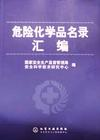 危险化学品名录
汇编
国家安全生产监督管理局
安全科学技术研究中心
编
化学工业出版社